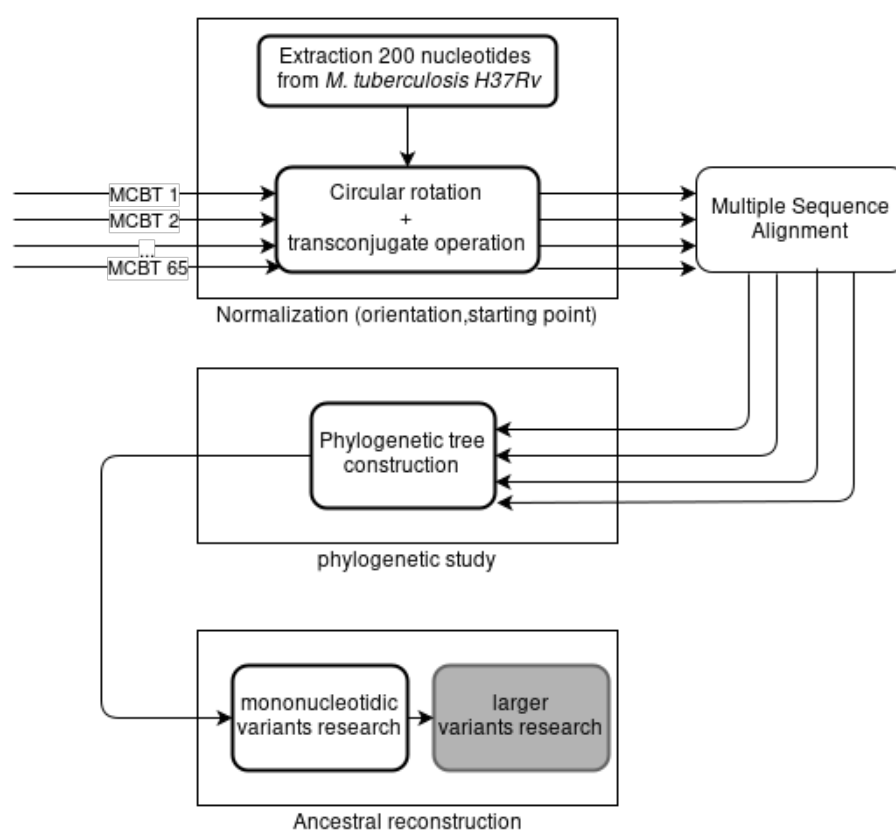 Extraction 200 nucleotides
from M. tuberculosis H37Rv
MCBT 1
MCBT 2
...
MCBT 65
Circular rotation
+
transconjugate operation
Multiple Sequence
Alignment
Normalization (orientation,starting point)
Phylogenetic tree
construction
phylogenetic study
mononucleotidic
variants research
larger
variants research
Ancestral reconstruction